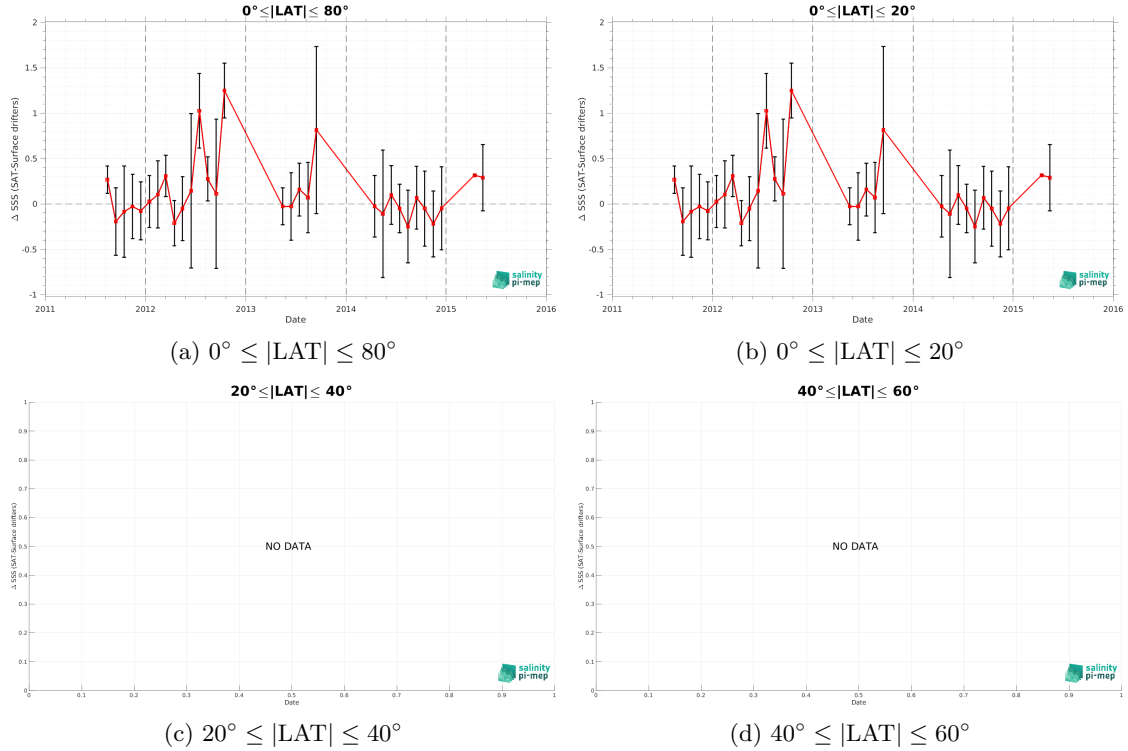 0°≤|LAT|≤ 80°
2
1.5
1
0.5
0
-0.5
-1
Δ SSS (SAT-Surface drifters)
2011
2012
2013
2014
2015
2016
Date
salinity
pi-mep
(a) 0° ≤ |LAT| ≤ 80°
0°≤|LAT|≤ 20°
2
1.5
1
0.5
0
-0.5
-1
Δ SSS (SAT-Surface drifters)
2011
2012
2013
2014
2015
2016
Date
salinity
pi-mep
(b) 0° ≤ |LAT| ≤ 20°
20°≤|LAT|≤ 40°
1
0.9
0.8
0.7
0.6
0.5
0.4
0.3
0.2
0.1
0
Δ SSS (SAT-Surface drifters)
NO DATA
0
0.1
0.2
0.3
0.4
0.5
0.6
0.7
0.8
0.9
1
Date
salinity
pi-mep
(c) 20° ≤ |LAT| ≤ 40°
40°≤|LAT|≤ 60°
1
0.9
0.8
0.7
0.6
0.5
0.4
0.3
0.2
0.1
0
Δ SSS (SAT-Surface drifters)
NO DATA
0
0.1
0.2
0.3
0.4
0.5
0.6
0.7
0.8
0.9
1
Date
salinity
pi-mep
(d) 40° ≤ |LAT| ≤ 60°